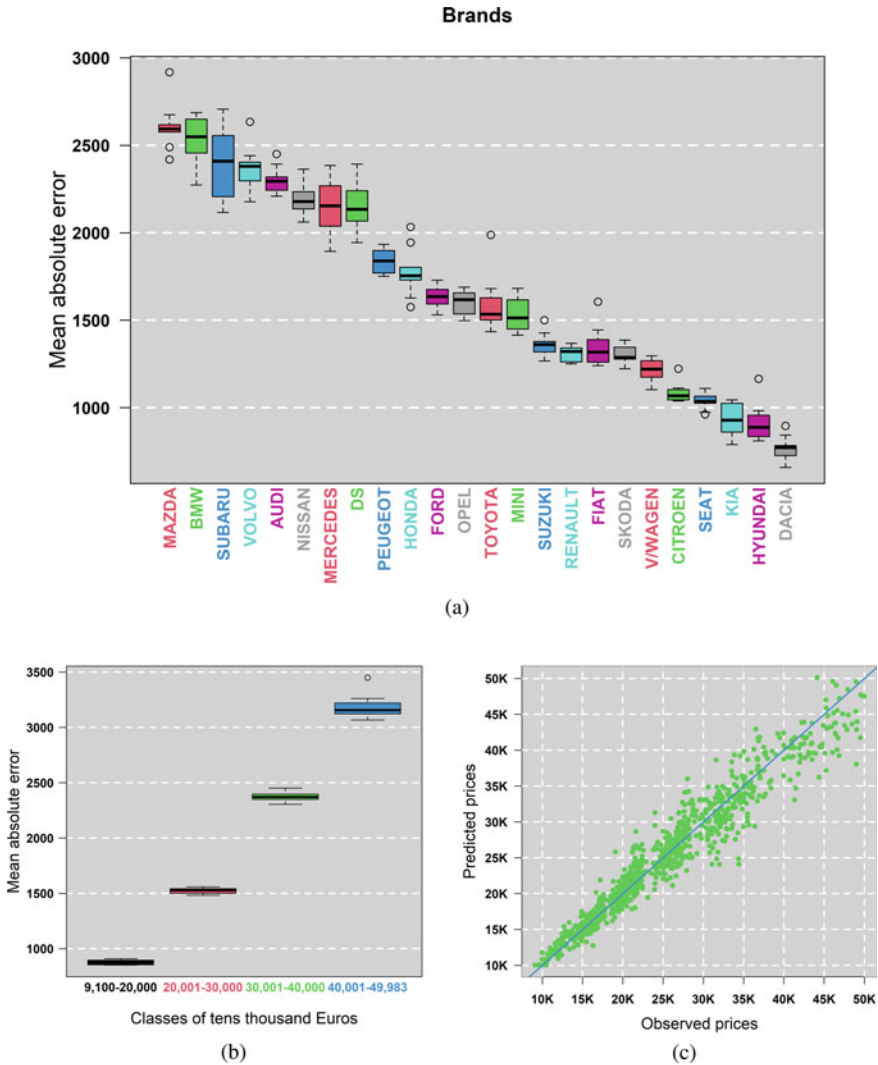 Brands
Mean absolute error
3000
2500
2000
1500
1000
MAZDA
BMW
SUBARU
VOLVO
AUDI
NISSAN
MERCEDES
DS
PEUGEOT
HONDA
FORD
OPEL
TOYOTA
MINI
SUZUKI
RENAULT
FIAT
SKODA
V/WAGEN
CITROEN
SEAT
KIA
HYUNDAI
DACIA
(a)
Mean absolute error
3500
3000
2500
2000
1500
1000
9,100-20,000 20,001-30,000 30,001-40,000 40,001-49,983
Classes of tens thousand Euros
(b)
Predicted prices
50K
45K
40K
35K
30K
25K
20K
15K
10K
10K 15K 20K 25K 30K 35K 40K 45K 50K
Observed prices
(c)